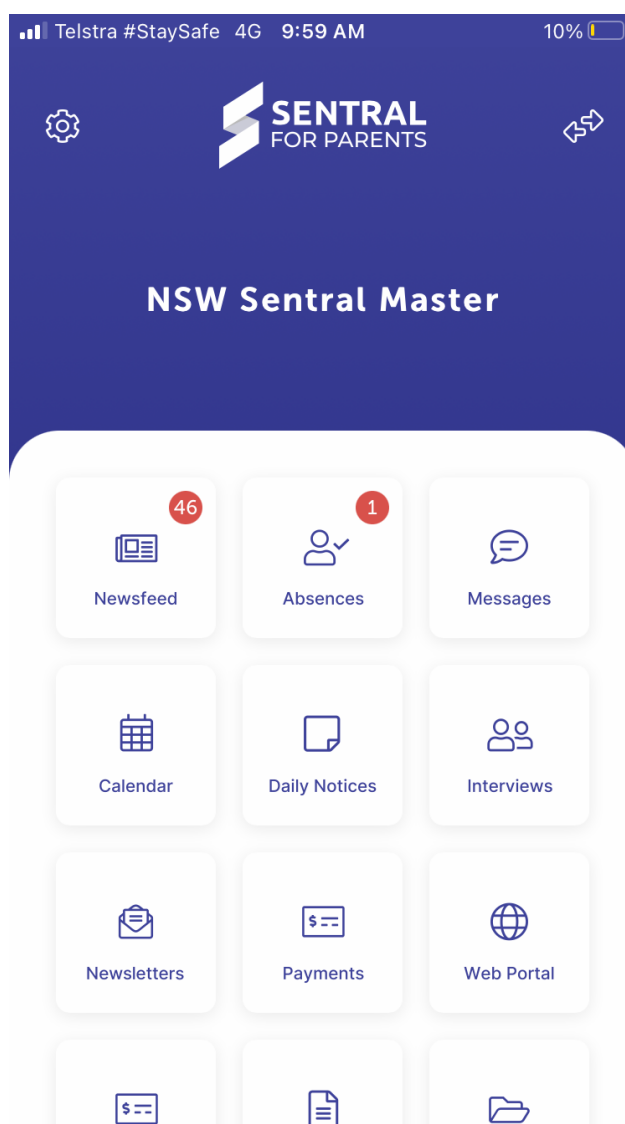 Telstra #StaySafe 4G 9:59 AM 10%
SENTRAL
FOR PARENTS
NSW Sentral Master
46 1
Newsfeed Absences Messages
Calendar Daily Notices Interviews
$
Newsletters Payments Web Portal
$